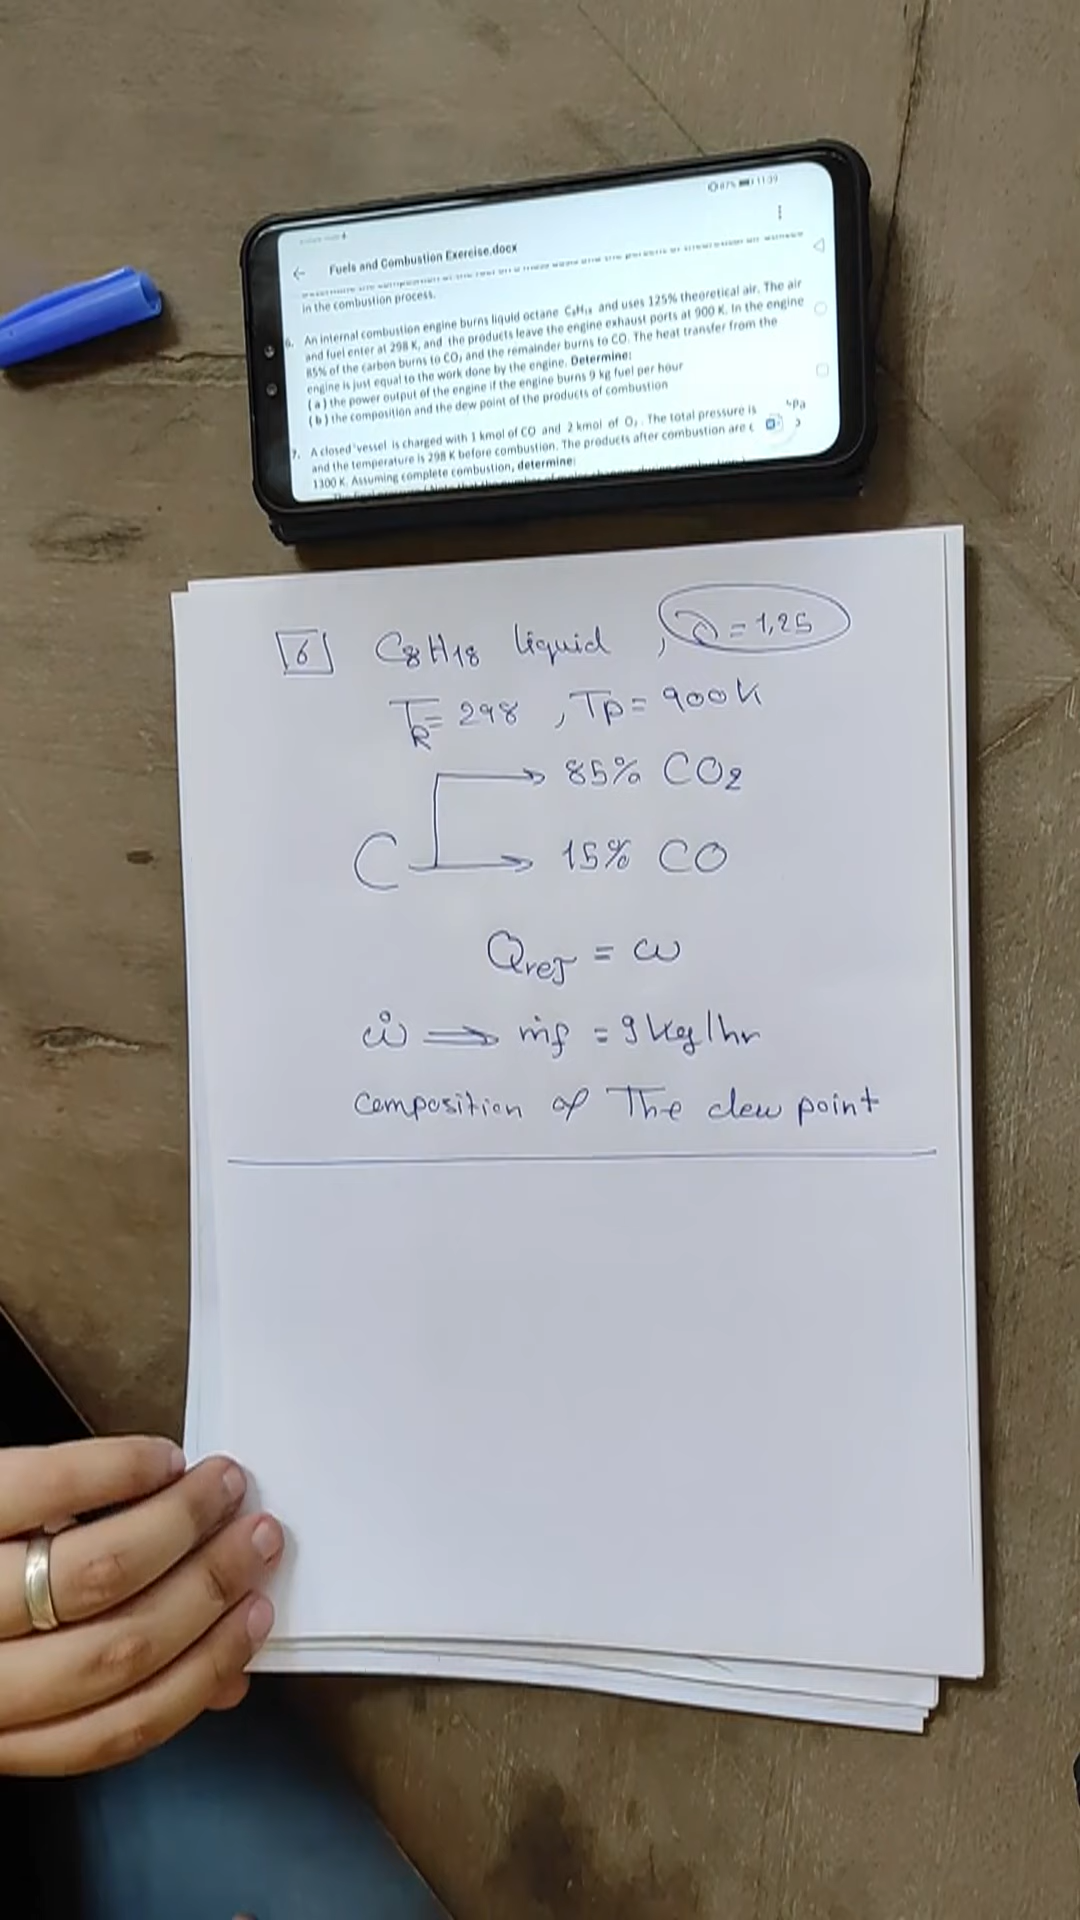 87% 11:39
Fuels and Combustion Exercise.docx
in the combustion process.
6. An internal combustion engine burns liquid octane C₈H₁₈ and uses 125% theoretical air. The air
and fuel enter at 298 K, and the products leave the engine exhaust ports at 900 K. In the engine
85% of the carbon burns to CO₂ and the remainder burns to CO. The heat transfer from the
engine is just equal to the work done by the engine. Determine:
(a) the power output of the engine if the engine burns 9 kg fuel per hour
(b) the composition and the dew point of the products of combustion
7. A closed vessel is charged with 1 kmol of CO and 2 kmol of O₂. The total pressure is
and the temperature is 298 K before combustion. The products after combustion are
1300 K. Assuming complete combustion, determine:
6 C8H18 liquid , λ = 1,25
TR = 298 , Tp = 900 K
85% CO2
C 15% CO
Qrej = ω
ω̇ ⟹ ṁf = 9 kg/hr
composition of The dew point